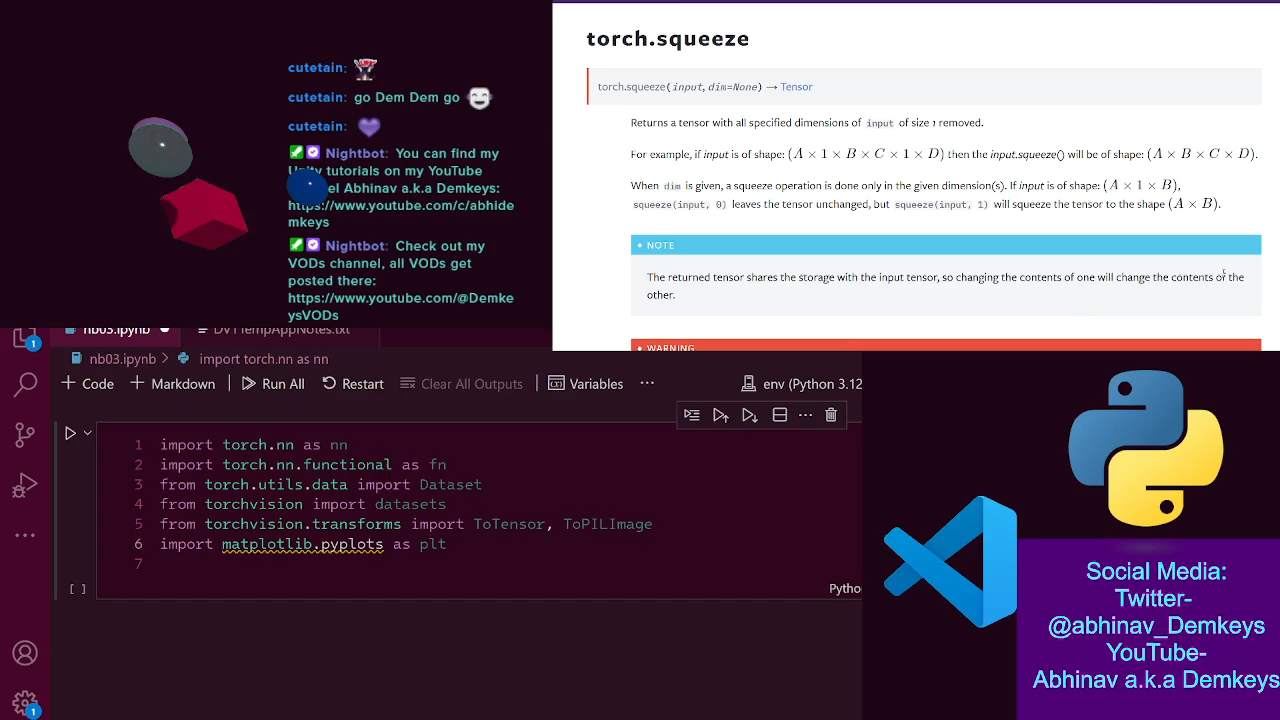 cutetain:
cutetain: go Dem Dem go
cutetain:
Nightbot: You can find my
Unity tutorials on my YouTube
el Abhinav a.k.a Demkeys:
https://www.youtube.com/c/abhide
mkeys
Nightbot: Check out my
VODs channel, all VODs get
posted there:
https://www.youtube.com/@Demke
ysVODs
torch.squeeze
torch.squeeze(input, dim=None) → Tensor
Returns a tensor with all specified dimensions of input of size 1 removed.
For example, if input is of shape: (A × 1 × B × C × 1 × D) then the input.squeeze() will be of shape: (A × B × C × D).
When dim is given, a squeeze operation is done only in the given dimension(s). If input is of shape: (A × 1 × B),
squeeze(input, 0) leaves the tensor unchanged, but squeeze(input, 1) will squeeze the tensor to the shape (A × B).
NOTE
The returned tensor shares the storage with the input tensor, so changing the contents of one will change the contents of the
other.
WARNING
nb03.ipynb DVTTempAppNotes.txt
nb03.ipynb > import torch.nn as nn
+ Code + Markdown Run All Restart Clear All Outputs Variables ... env (Python 3.12
1 import torch.nn as nn
2 import torch.nn.functional as fn
3 from torch.utils.data import Dataset
4 from torchvision import datasets
5 from torchvision.transforms import ToTensor, ToPILImage
6 import matplotlib.pyplots as plt
7
[ ] Pytho
1
1
Social Media:
Twitter-
@abhinav_Demkeys
YouTube-
Abhinav a.k.a Demkeys